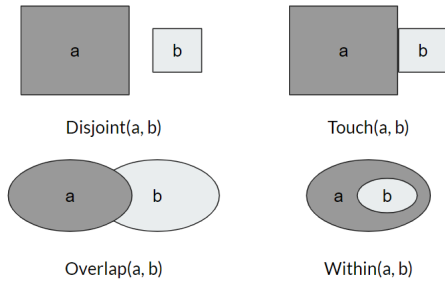 a b
a b
Disjoint(a, b)
Touch(a, b)
a b
a b
Overlap(a, b)
Within(a, b)